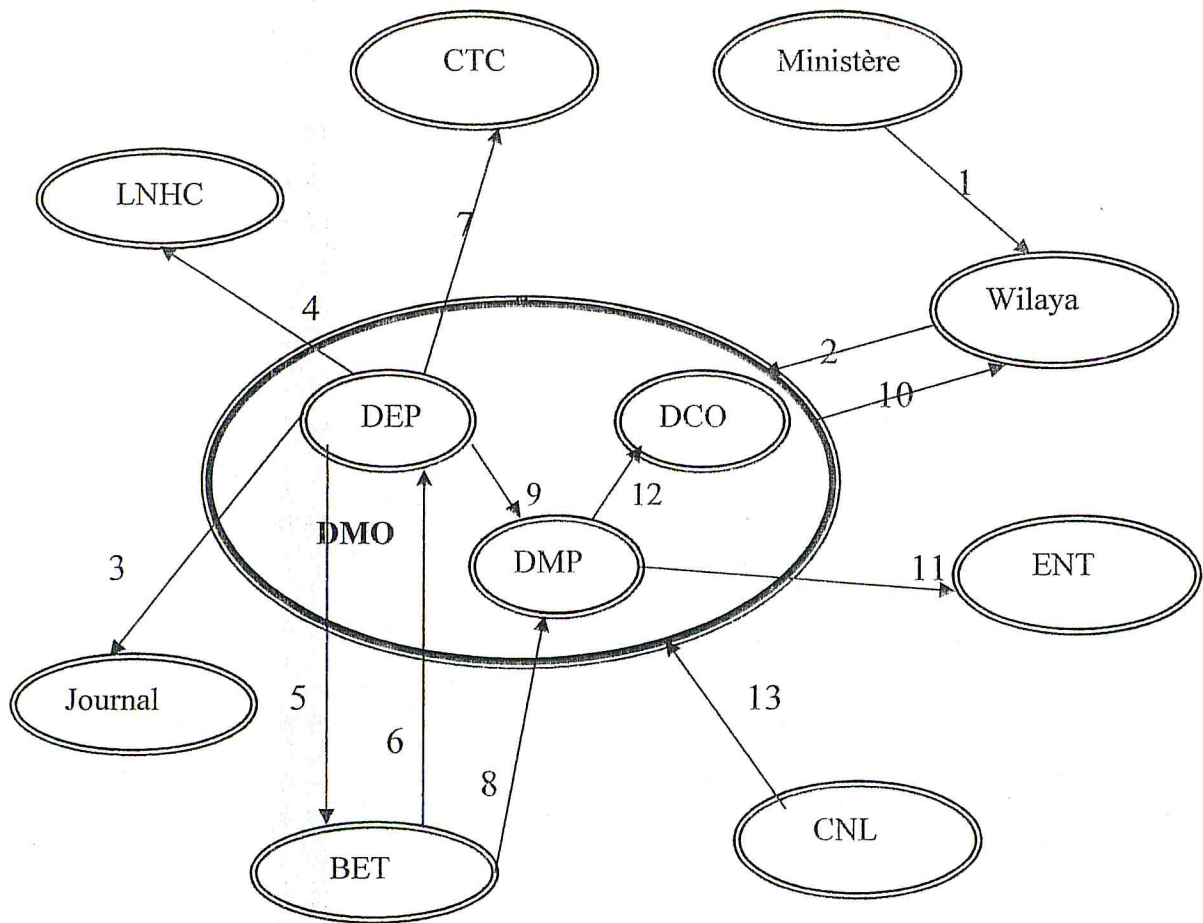 CTC
Ministère
LNHC
1
7
Wilaya
4
2
DEP
DCO
10
9
12
DMO
3
DMP
11
ENT
Journal
5
6
8
13
CNL
BET